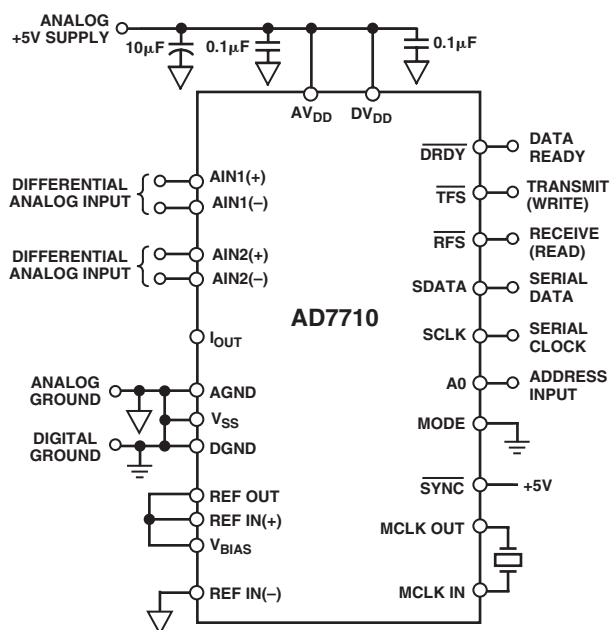 ANALOG
+5V SUPPLY
10μF
0.1μF
0.1μF
AVDD
DVDD
DRDY
DATA
READY
TFS
TRANSMIT
(WRITE)
RFS
RECEIVE
(READ)
SDATA
SERIAL
DATA
SCLK
SERIAL
CLOCK
A0
ADDRESS
INPUT
MODE
SYNC
+5V
MCLK OUT
MCLK IN
AD7710
DIFFERENTIAL
ANALOG INPUT
AIN1(+)
AIN1(–)
DIFFERENTIAL
ANALOG INPUT
AIN2(+)
AIN2(–)
IOUT
ANALOG
GROUND
AGND
VSS
DIGITAL
GROUND
DGND
REF OUT
REF IN(+)
VBIAS
REF IN(–)